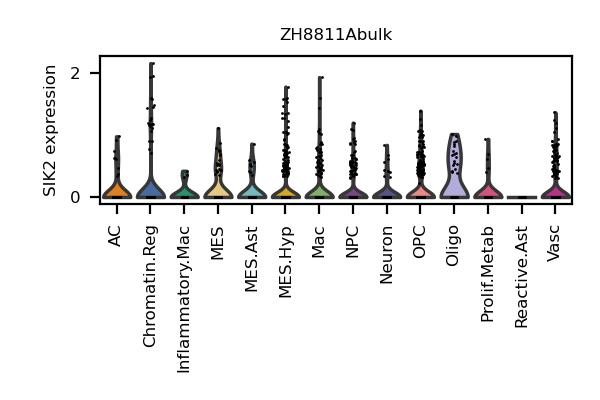 ZH8811Abulk
SIK2 expression
2
0
AC
Chromatin.Reg
Inflammatory.Mac
MES
MES.Ast
MES.Hyp
Mac
NPC
Neuron
OPC
Oligo
Prolif.Metab
Reactive.Ast
Vasc